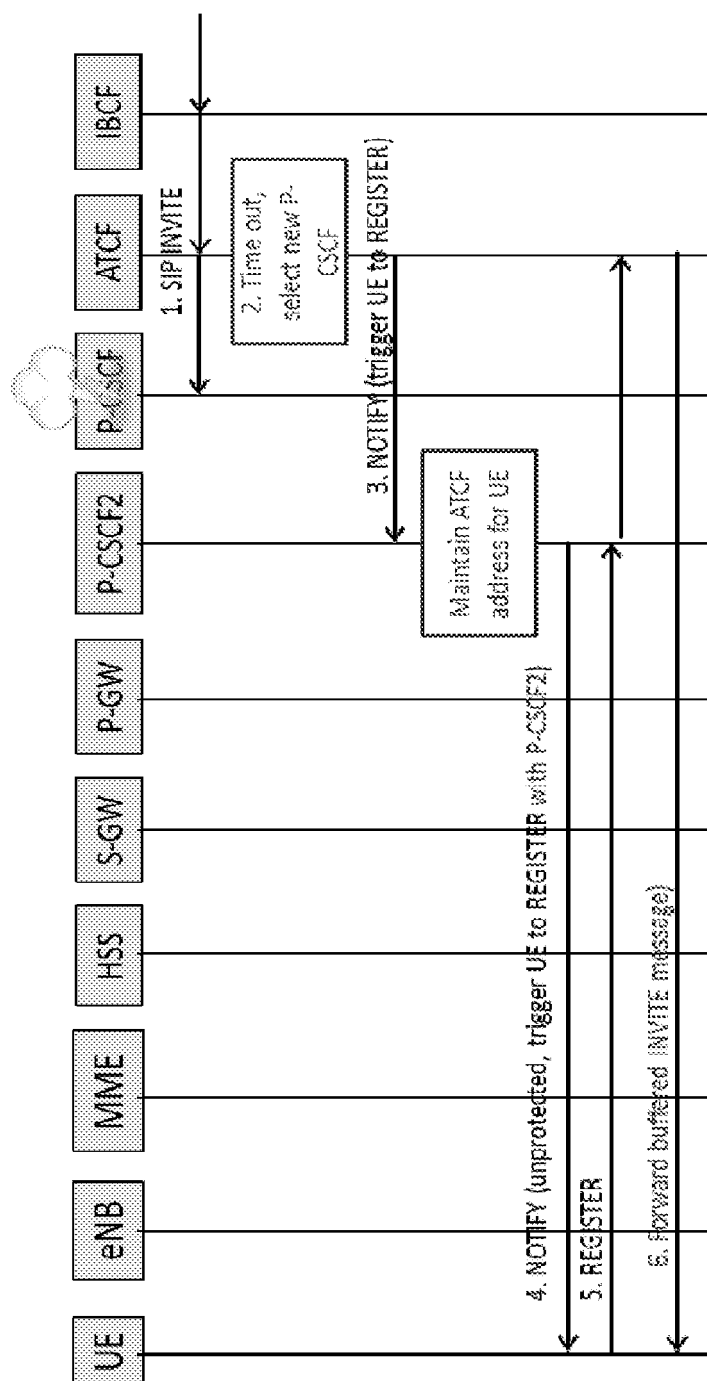 UE
eNB
MME
HSS
S-GW
P-GW
P-CSCF2
P-CSCF
ATCF
IBCF
1. SIP INVITE
2. Time out,
select new P-
CSCF
3. NOTIFY (trigger UE to REGISTER)
Maintain ATCF
address for UE
4. NOTIFY (unprotected, trigger UE to REGISTER with P-CSCF2)
5. REGISTER
6. Forward buffered INVITE message)